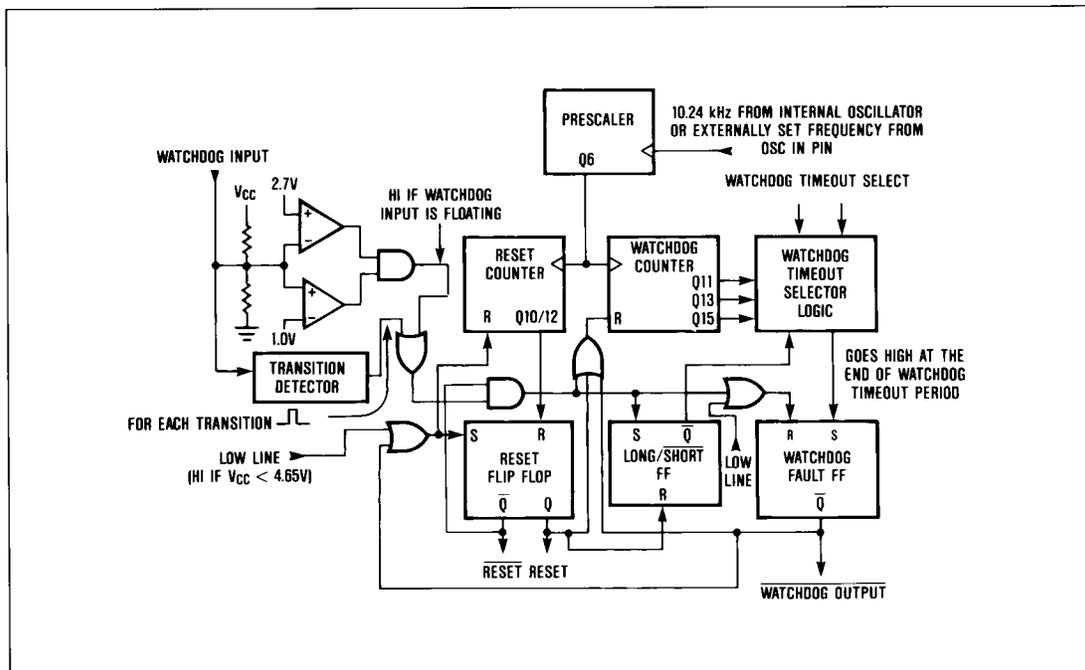 PRESCALER
Q6
10.24 kHz FROM INTERNAL OSCILLATOR
OR EXTERNALLY SET FREQUENCY FROM
OSC IN PIN
WATCHDOG INPUT
VCC
2.7V
+
−
+
−
1.0V
HI IF WATCHDOG
INPUT IS FLOATING
WATCHDOG TIMEOUT SELECT
RESET
COUNTER
R
Q10/12
WATCHDOG
COUNTER
Q11
Q13
Q15
R
WATCHDOG
TIMEOUT
SELECTOR
LOGIC
TRANSITION
DETECTOR
FOR EACH TRANSITION
GOES HIGH AT THE
END OF WATCHDOG
TIMEOUT PERIOD
LOW LINE
(HI IF VCC < 4.65V)
S
R
RESET
FLIP FLOP
Q̅
Q
S
Q̅
LONG/S̅H̅O̅R̅T̅
FF
R
LOW
LINE
R
S
WATCHDOG
FAULT FF
Q̅
R̅E̅S̅E̅T̅ RESET
W̅A̅T̅C̅H̅D̅O̅G̅ O̅U̅T̅P̅U̅T̅